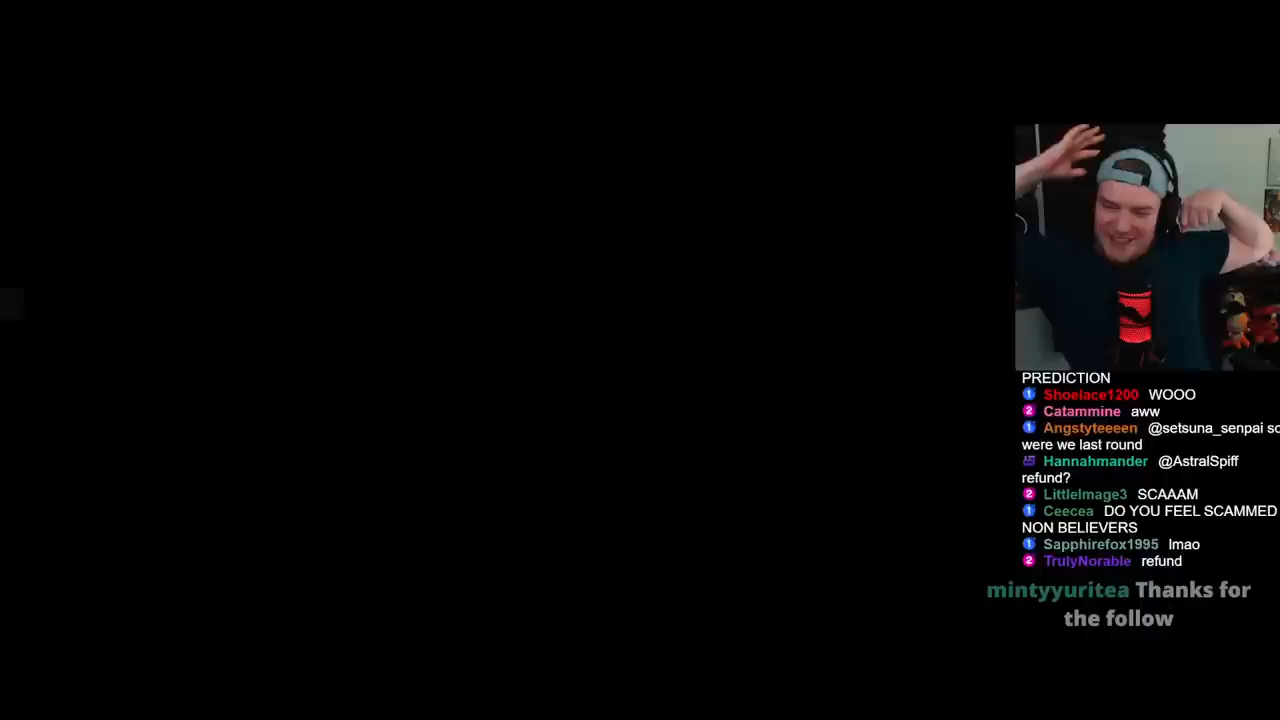 PREDICTION
Shoelace1200 WOOO
Catammine aww
Angstyteeeen @setsuna_senpai so
were we last round
Hannahmander @AstralSpiff
refund?
LittleImage3 SCAAAM
Ceecea DO YOU FEEL SCAMMED
NON BELIEVERS
Sapphirefox1995 lmao
TrulyNorable refund
mintyyuritea Thanks for
the follow